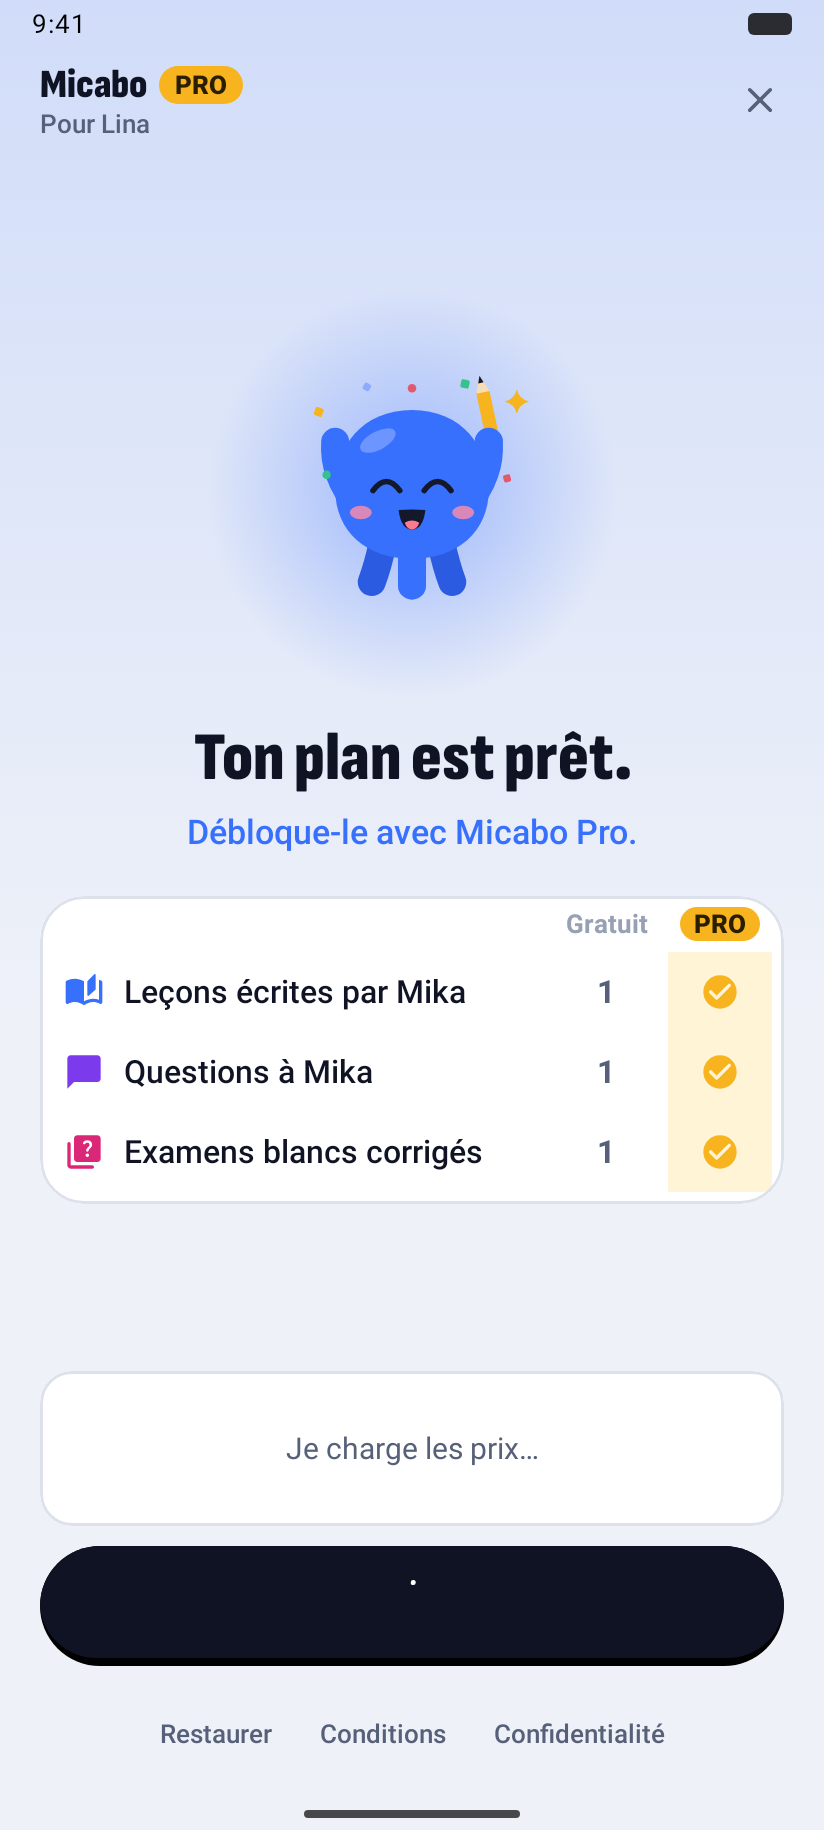 9:41
Micabo PRO
Pour Lina
Ton plan est prêt.
Débloque-le avec Micabo Pro.
Gratuit PRO
Leçons écrites par Mika 1
Questions à Mika 1
Examens blancs corrigés 1
Je charge les prix...
Restaurer Conditions Confidentialité